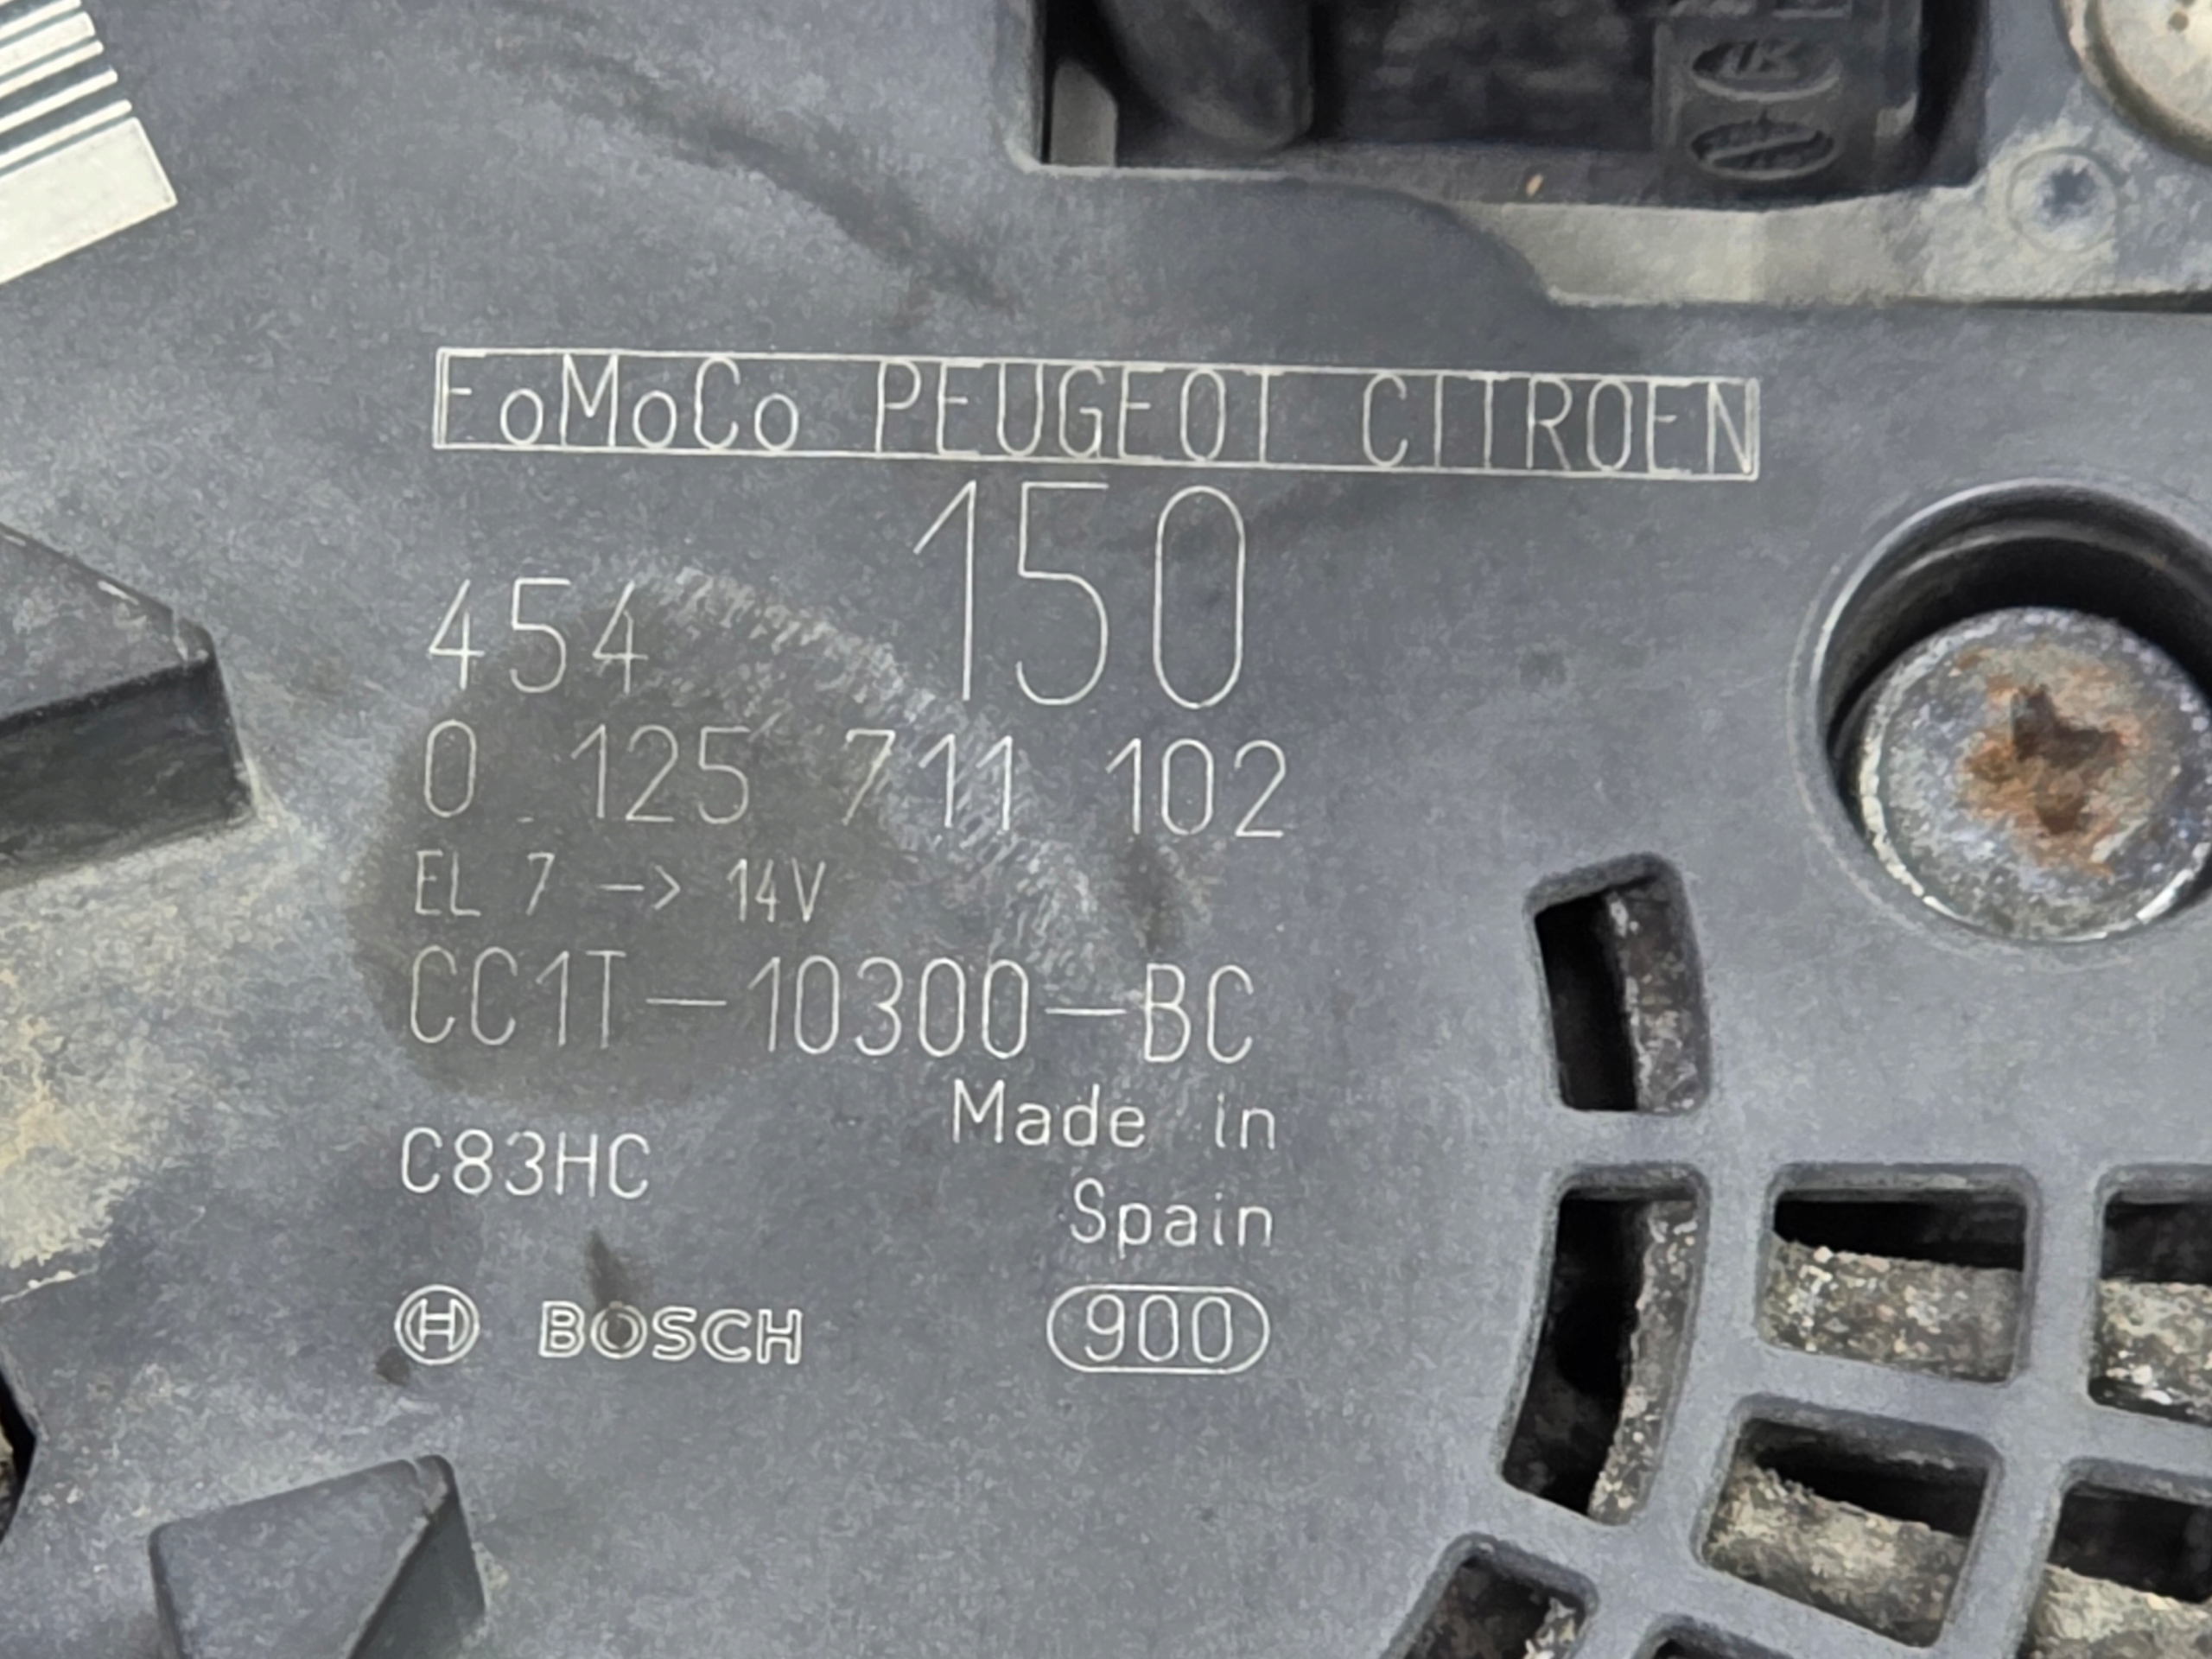 FoMoCo PEUGEOT CITROEN
150
454
0 125 711 102
EL 7 -> 14V
CC1T-10300-BC
Made in
Spain
C83HC
BOSCH
900